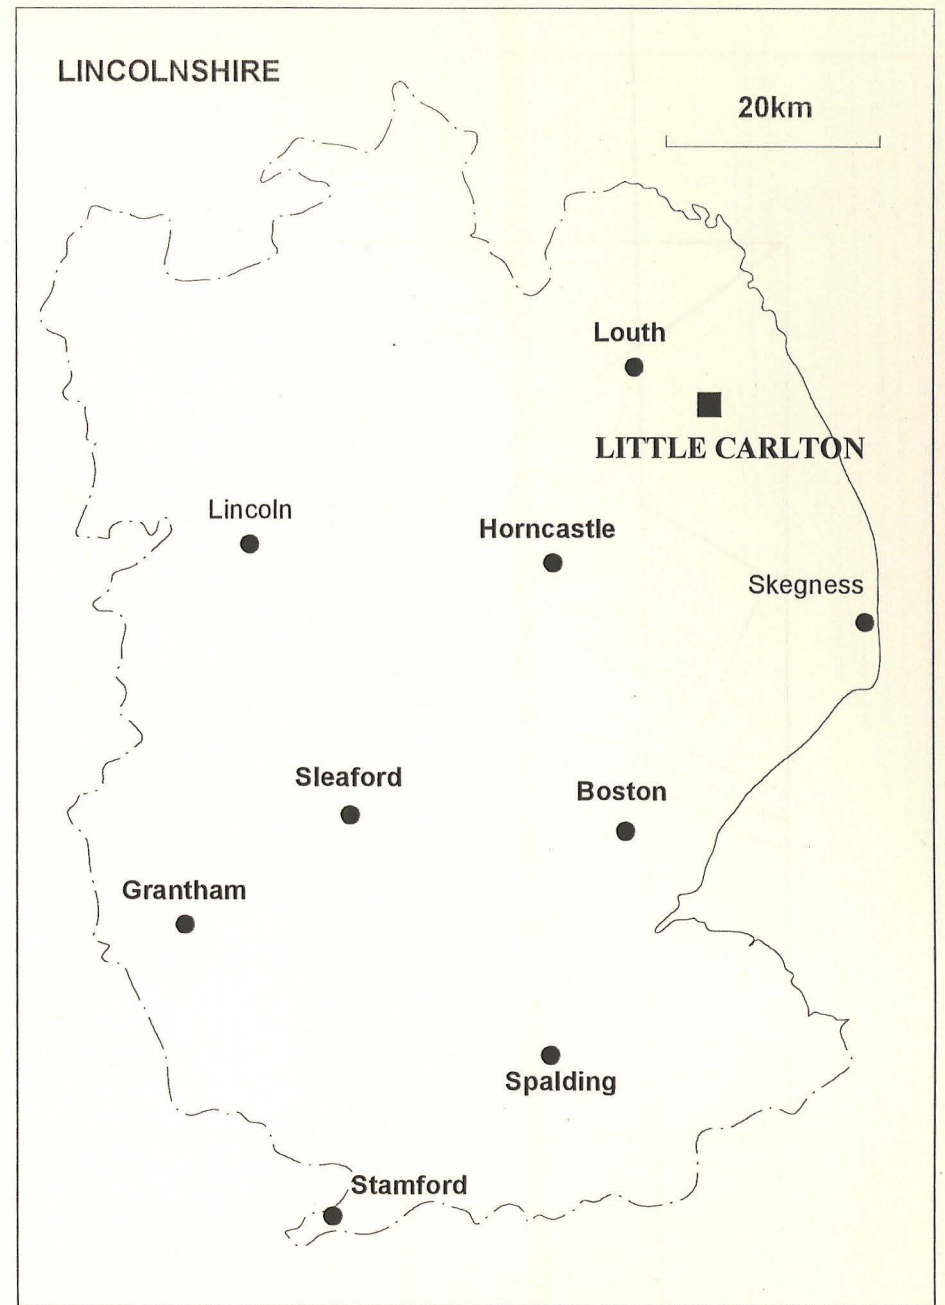 LINCOLNSHIRE
20km
Louth
LITTLE CARLTON
Lincoln
Horncastle
Skegness
Sleaford
Boston
Grantham
Spalding
Stamford